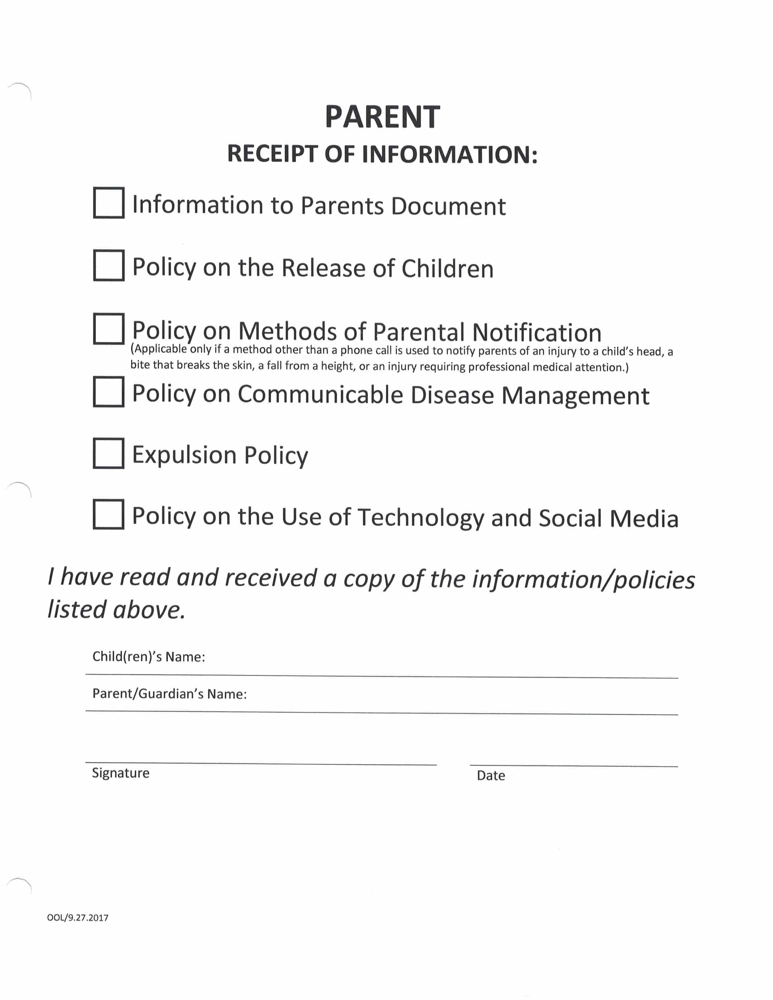 PARENT
RECEIPT OF INFORMATION:
Information to Parents Document
Policy on the Release of Children
Policy on Methods of Parental Notification
(Applicable only if a method other than a phone call is used to notify parents of an injury to a child's head, a
bite that breaks the skin, a fall from a height, or an injury requiring professional medical attention.)
Policy on Communicable Disease Management
Expulsion Policy
Policy on the Use of Technology and Social Media
I have read and received a copy of the information/policies
listed above.
Child(ren)'s Name:
Parent/Guardian's Name:
Signature Date
OOL/9.27.2017